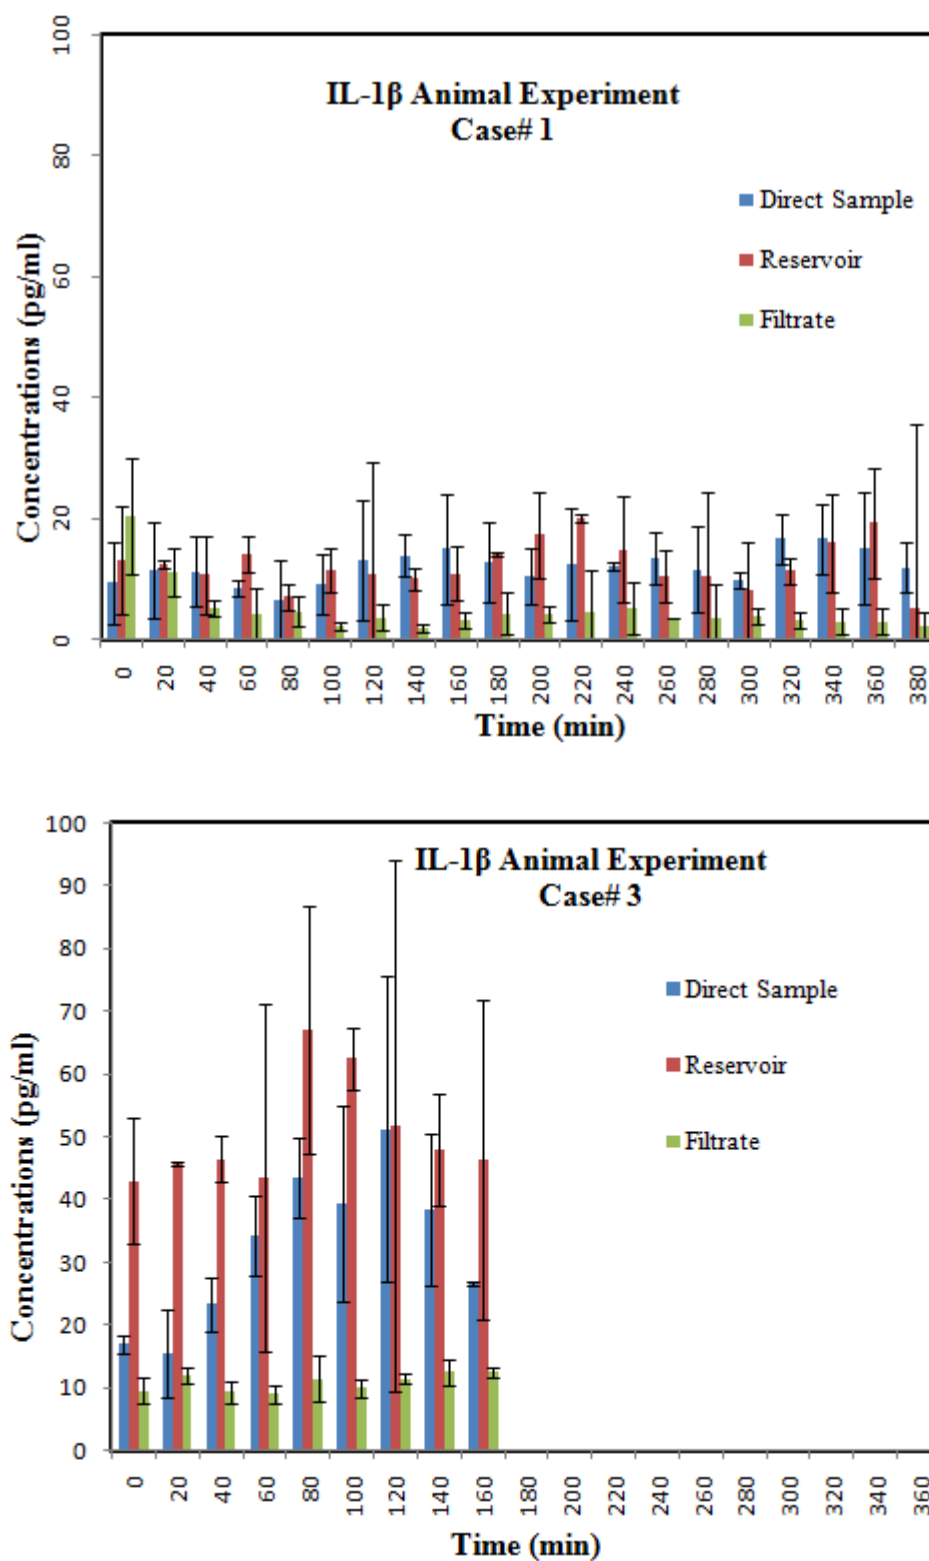 IL-1β Animal Experiment
Case# 1
Concentrations (pg/ml)
100
80
60
40
20
0
Direct Sample
Reservoir
Filtrate
0 20 40 60 80 100 120 140 160 180 200 220 240 260 280 300 320 340 360 380
Time (min)
IL-1β Animal Experiment
Case# 3
Concentrations (pg/ml)
100
90
80
70
60
50
40
30
20
10
0
Direct Sample
Reservoir
Filtrate
0 20 40 60 80 100 120 140 160 180 200 220 240 260 280 300 320 340 360
Time (min)